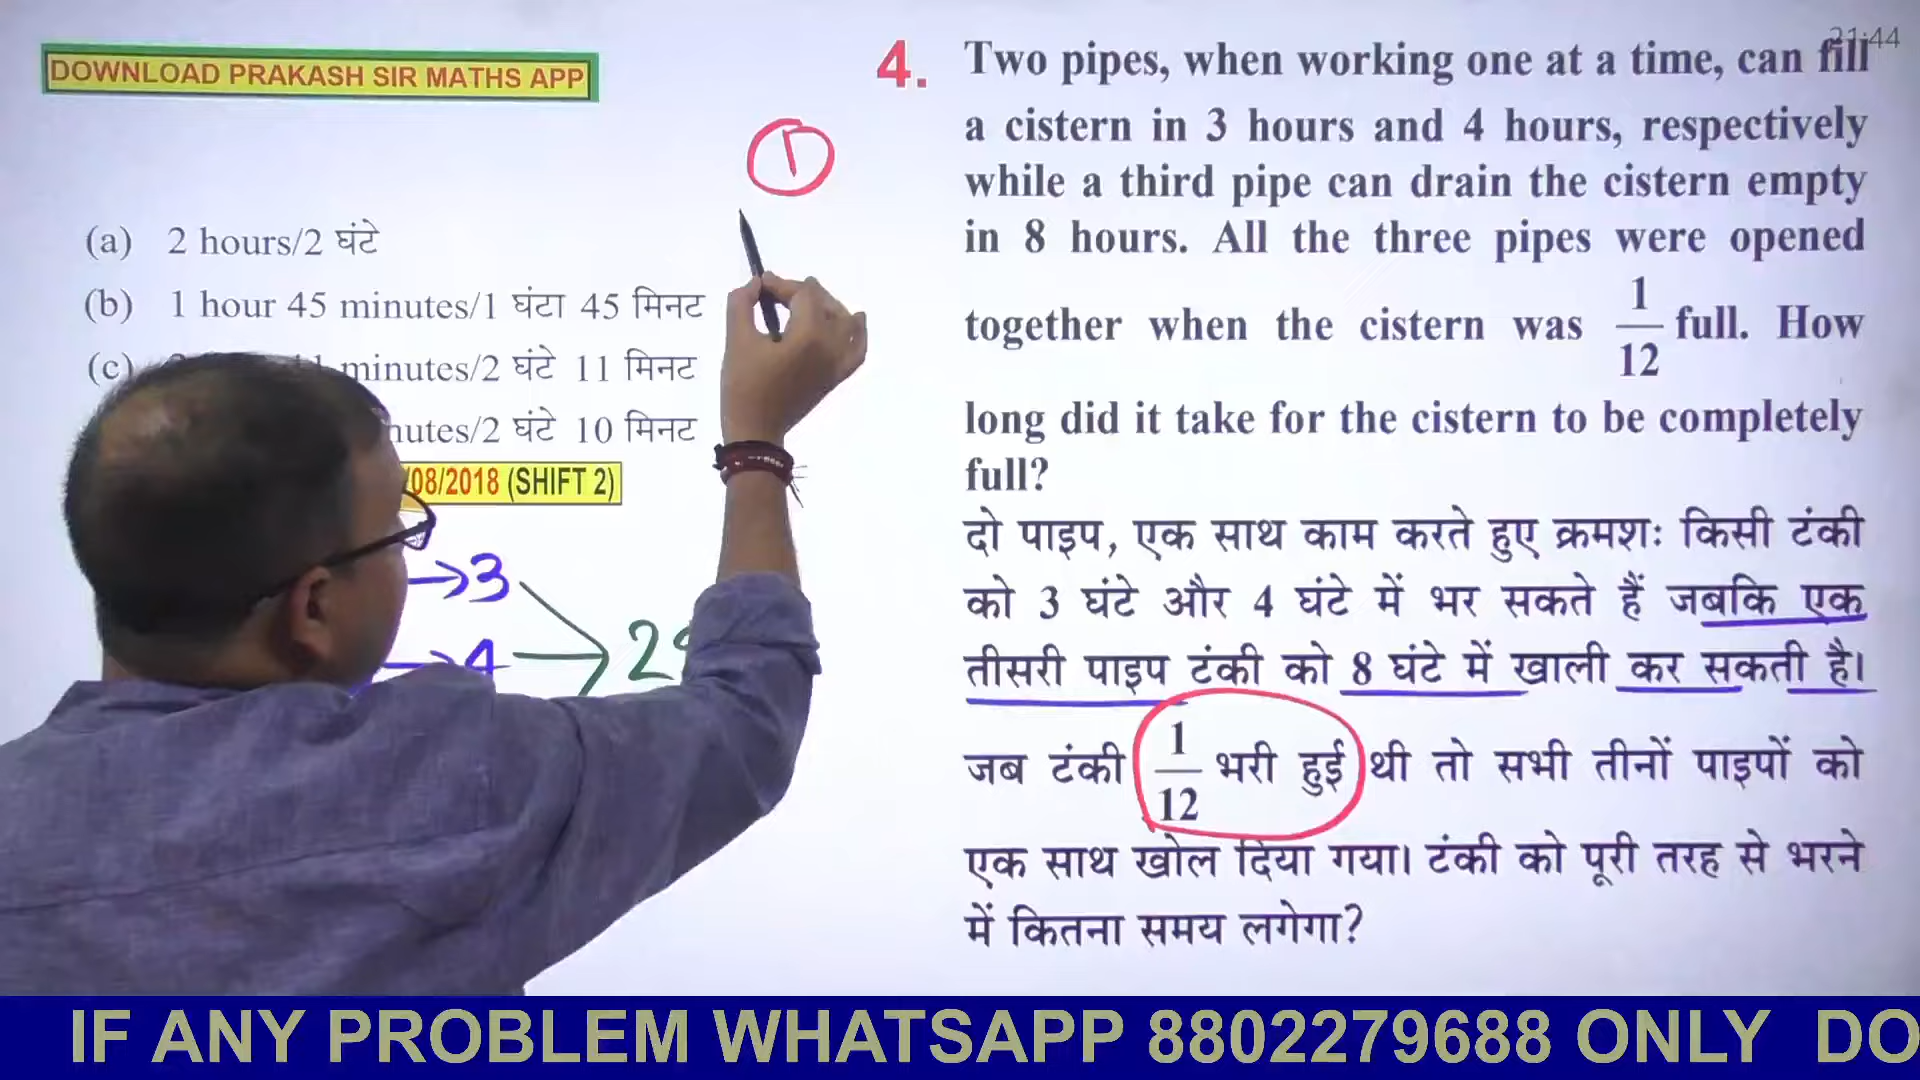 DOWNLOAD PRAKASH SIR MATHS APP
21:44
4. Two pipes, when working one at a time, can fill
a cistern in 3 hours and 4 hours, respectively
while a third pipe can drain the cistern empty
in 8 hours. All the three pipes were opened
together when the cistern was 1/12 full. How
long did it take for the cistern to be completely
full?
दो पाइप, एक साथ काम करते हुए क्रमशः किसी टंकी
को 3 घंटे और 4 घंटे में भर सकते हैं जबकि एक
तीसरी पाइप टंकी को 8 घंटे में खाली कर सकती है।
जब टंकी 1/12 भरी हुई थी तो सभी तीनों पाइपों को
एक साथ खोल दिया गया। टंकी को पूरी तरह से भरने
में कितना समय लगेगा?
1
(a) 2 hours/2 घंटे
(b) 1 hour 45 minutes/1 घंटा 45 मिनट
(c) minutes/2 घंटे 11 मिनट
/2 घंटे 10 मिनट
/08/2018 (SHIFT 2)
→3
→4
2
IF ANY PROBLEM WHATSAPP 8802279688 ONLY DO